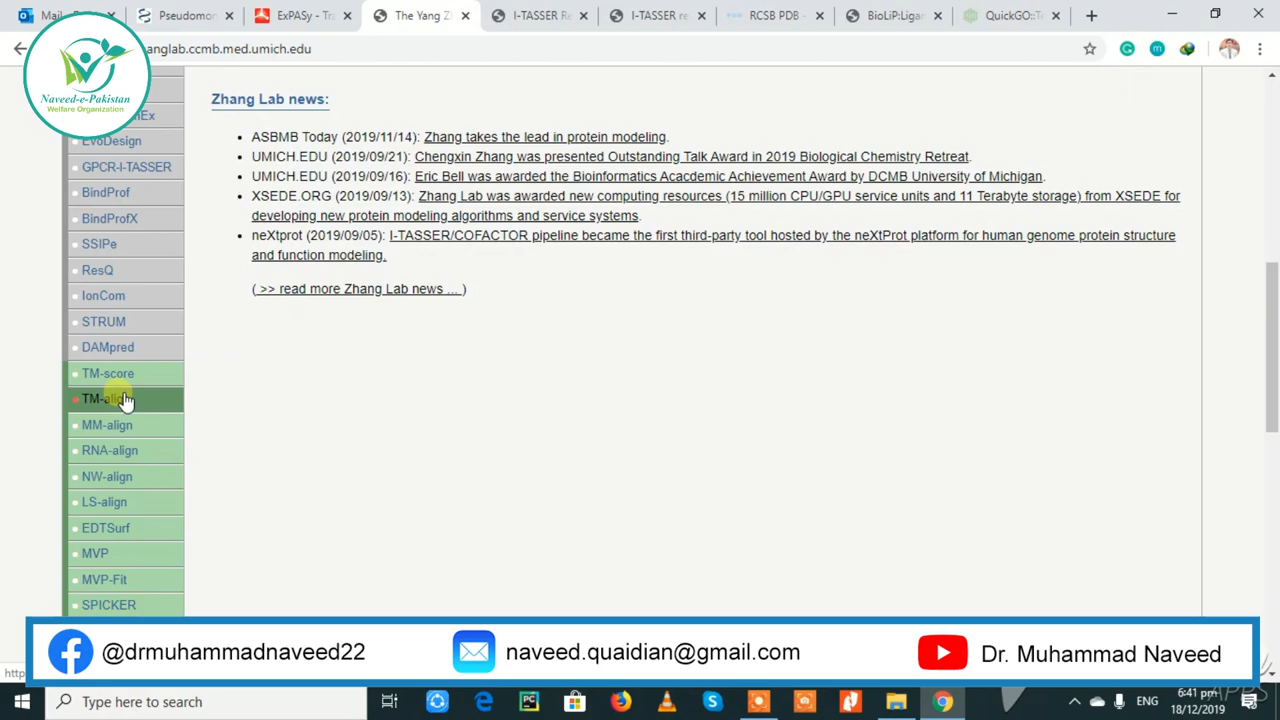 Mail
Pseudomon
ExPASy - Tra
The Yang Z
I-TASSER Re
I-TASSER re
RCSB PDB -
BioLiP:Ligan
QuickGO::Te
anglab.ccmb.med.umich.edu
Naveed-e-Pakistan
Welfare Organization
Ex
EvoDesign
GPCR-I-TASSER
BindProf
BindProfX
SSIPe
ResQ
IonCom
STRUM
DAMpred
TM-score
TM-align
MM-align
RNA-align
NW-align
LS-align
EDTSurf
MVP
MVP-Fit
SPICKER
Zhang Lab news:
ASBMB Today (2019/11/14): Zhang takes the lead in protein modeling.
UMICH.EDU (2019/09/21): Chengxin Zhang was presented Outstanding Talk Award in 2019 Biological Chemistry Retreat.
UMICH.EDU (2019/09/16): Eric Bell was awarded the Bioinformatics Acacdemic Achievement Award by DCMB University of Michigan.
XSEDE.ORG (2019/09/13): Zhang Lab was awarded new computing resources (15 million CPU/GPU service units and 11 Terabyte storage) from XSEDE for
developing new protein modeling algorithms and service systems.
neXtprot (2019/09/05): I-TASSER/COFACTOR pipeline became the first third-party tool hosted by the neXtProt platform for human genome protein structure
and function modeling.
( >> read more Zhang Lab news ... )
@drmuhammadnaveed22
naveed.quaidian@gmail.com
Dr. Muhammad Naveed
http
Type here to search
ENG
6:41 pm
18/12/2019
APPS